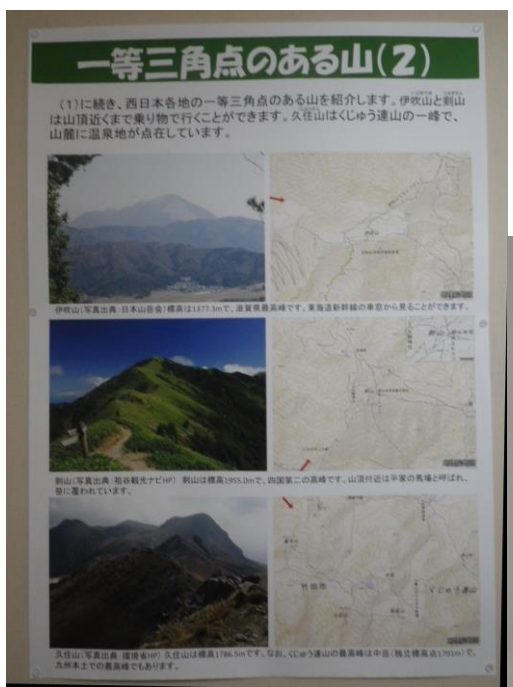 一等三角点のある山(2)
(1)に続き、西日本各地の一等三角点のある山を紹介します。伊吹山と剣山
は山頂近くまで乗り物で行くことができます。久住山はくじゅう連山の一峰で、
山麓に温泉地が点在しています。
伊吹山(写真出典:日本山岳会)標高は1377.3mで、滋賀県最高峰です。東海道新幹線の車窓から見ることができます。
剣山(写真出典:祖谷観光ナビHP) 剣山は標高1955.0mで、四国第二の高峰です。山頂付近は平家の馬場と呼ばれ、
笹に覆われています。
竹田市
久住山(写真出典:環境省HP) 久住山は標高1786.5mです。なお、くじゅう連山の最高峰は中岳(独立標高点1791m)で、
九州本土での最高峰でもあります。